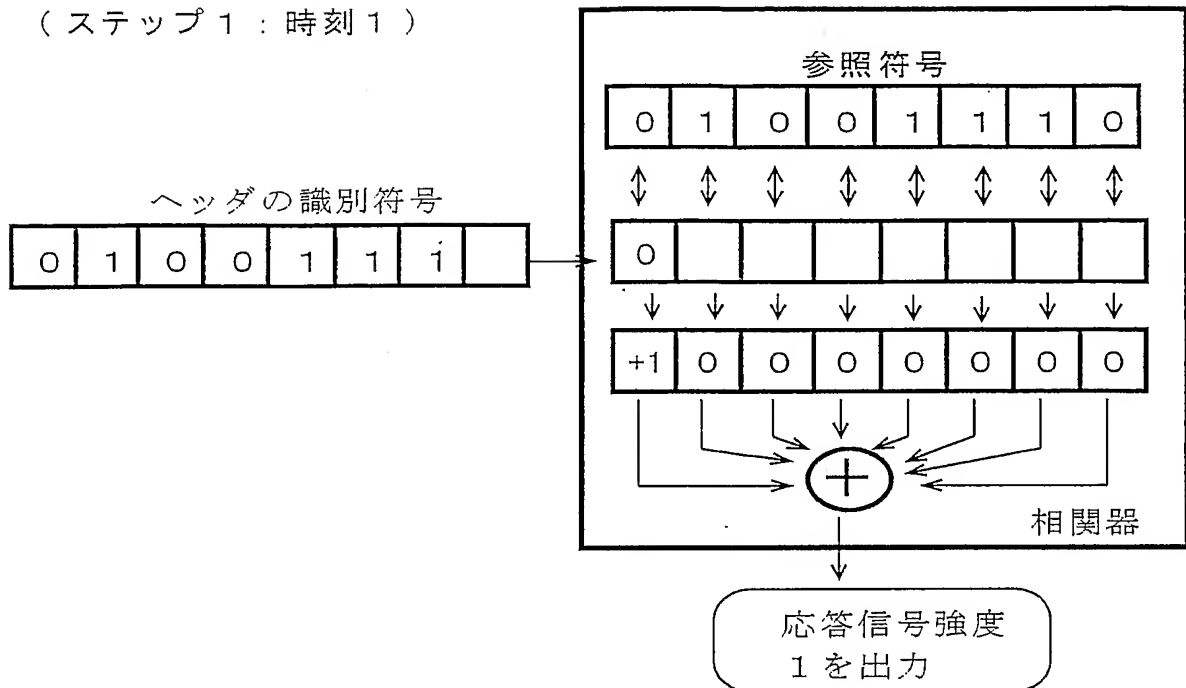 (ステップ1:時刻1)
参照符号
0 1 0 0 1 1 1 0
ヘッダの識別符号
0 1 0 0 1 1 1
0
+1 0 0 0 0 0 0 0
+
相関器
応答信号強度
1を出力